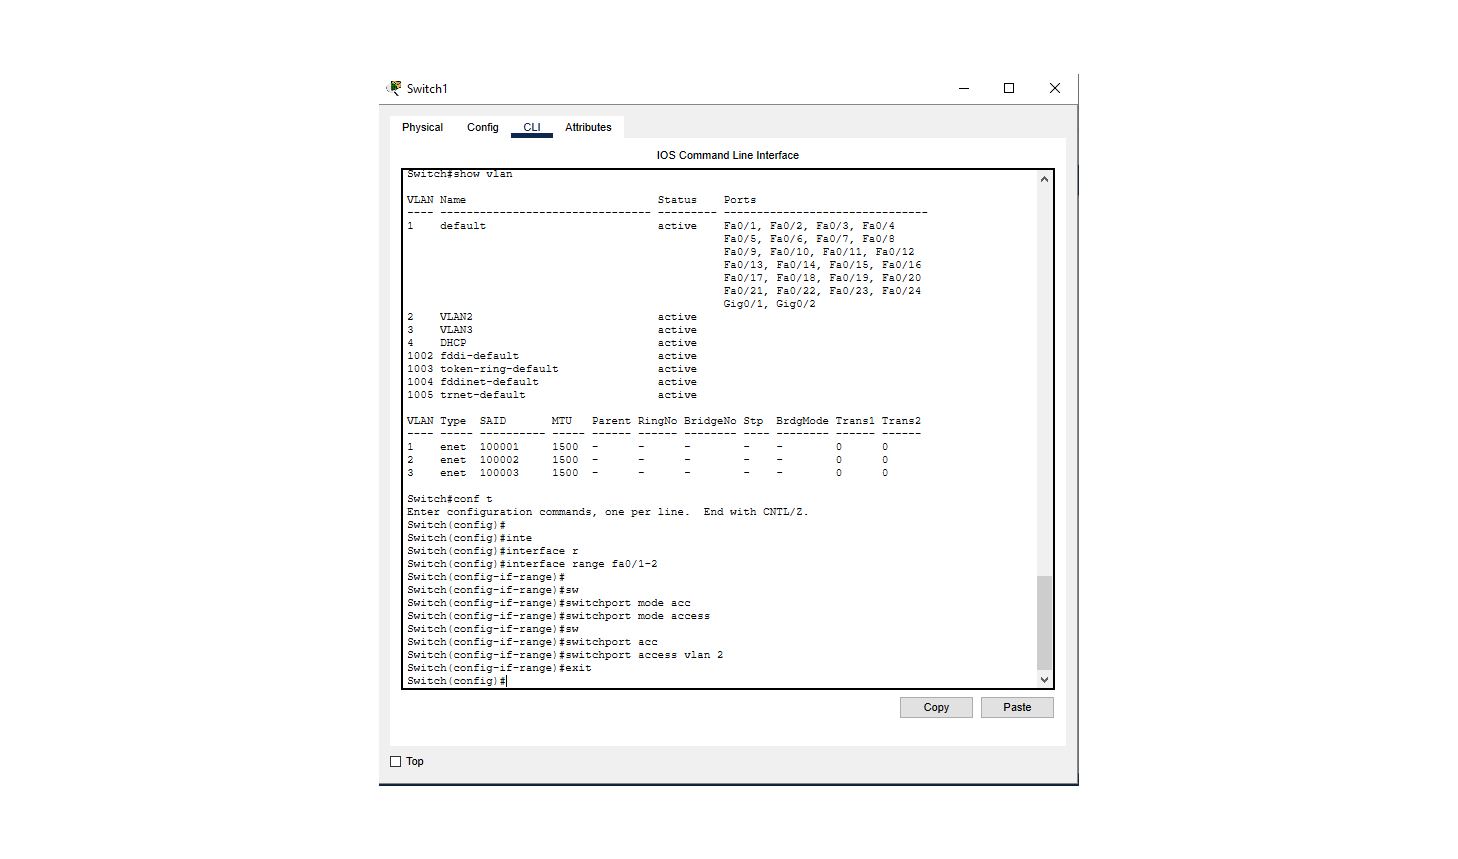 Switch1
Physical Config CLI Attributes
IOS Command Line Interface
Switch#show vlan
VLAN Name Status Ports
---- -------------------------------- --------- -------------------------------
1 default active Fa0/1, Fa0/2, Fa0/3, Fa0/4
Fa0/5, Fa0/6, Fa0/7, Fa0/8
Fa0/9, Fa0/10, Fa0/11, Fa0/12
Fa0/13, Fa0/14, Fa0/15, Fa0/16
Fa0/17, Fa0/18, Fa0/19, Fa0/20
Fa0/21, Fa0/22, Fa0/23, Fa0/24
Gig0/1, Gig0/2
2 VLAN2 active
3 VLAN3 active
4 DHCP active
1002 fddi-default active
1003 token-ring-default active
1004 fddinet-default active
1005 trnet-default active
VLAN Type SAID MTU Parent RingNo BridgeNo Stp BrdgMode Trans1 Trans2
---- ----- ---------- ----- ------ ------ -------- ---- -------- ------ ------
1 enet 100001 1500 - - - - - 0 0
2 enet 100002 1500 - - - - - 0 0
3 enet 100003 1500 - - - - - 0 0
Switch#conf t
Enter configuration commands, one per line. End with CNTL/Z.
Switch(config)#
Switch(config)#inte
Switch(config)#interface r
Switch(config)#interface range fa0/1-2
Switch(config-if-range)#
Switch(config-if-range)#sw
Switch(config-if-range)#switchport mode acc
Switch(config-if-range)#switchport mode access
Switch(config-if-range)#sw
Switch(config-if-range)#switchport acc
Switch(config-if-range)#switchport access vlan 2
Switch(config-if-range)#exit
Switch(config)#
Copy Paste
Top